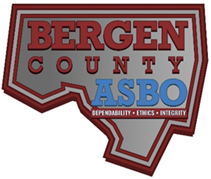 BERGEN
COUNTY
ASBO
DEPENDABILITY • ETHICS • INTEGRITY